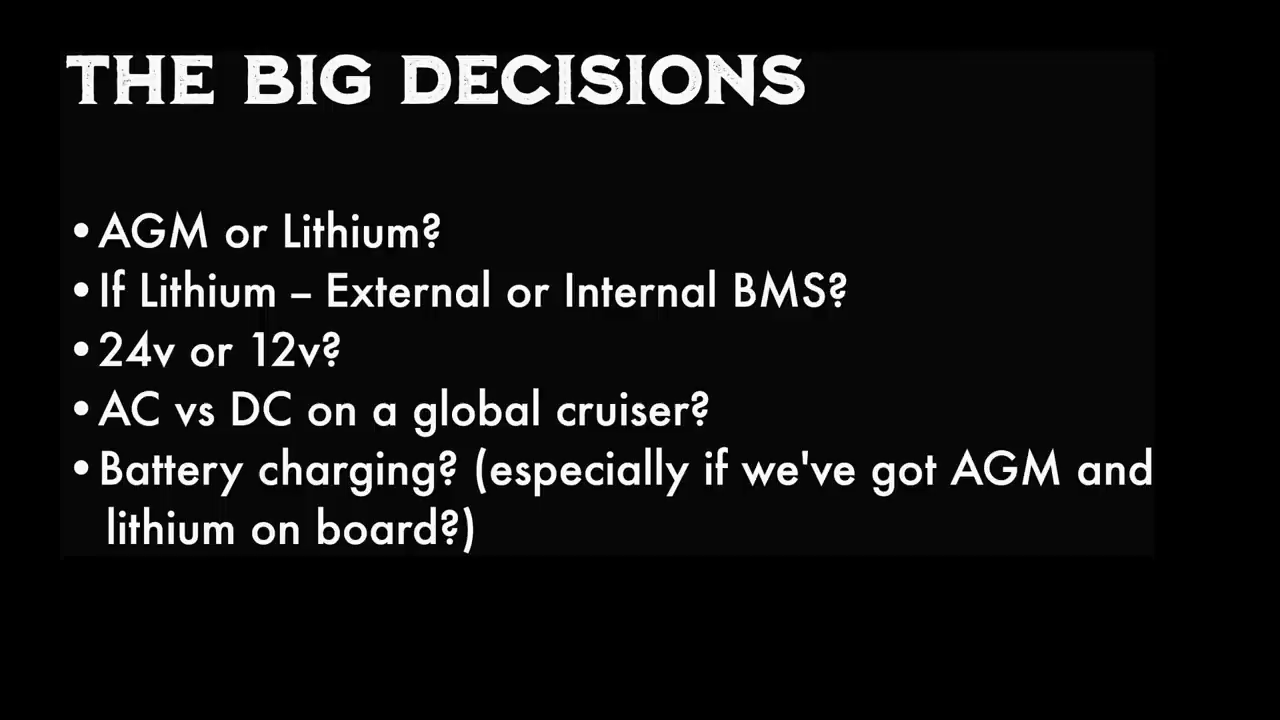 THE BIG DECISIONS
•AGM or Lithium?
•If Lithium – External or Internal BMS?
•24v or 12v?
•AC vs DC on a global cruiser?
•Battery charging? (especially if we've got AGM and
lithium on board?)